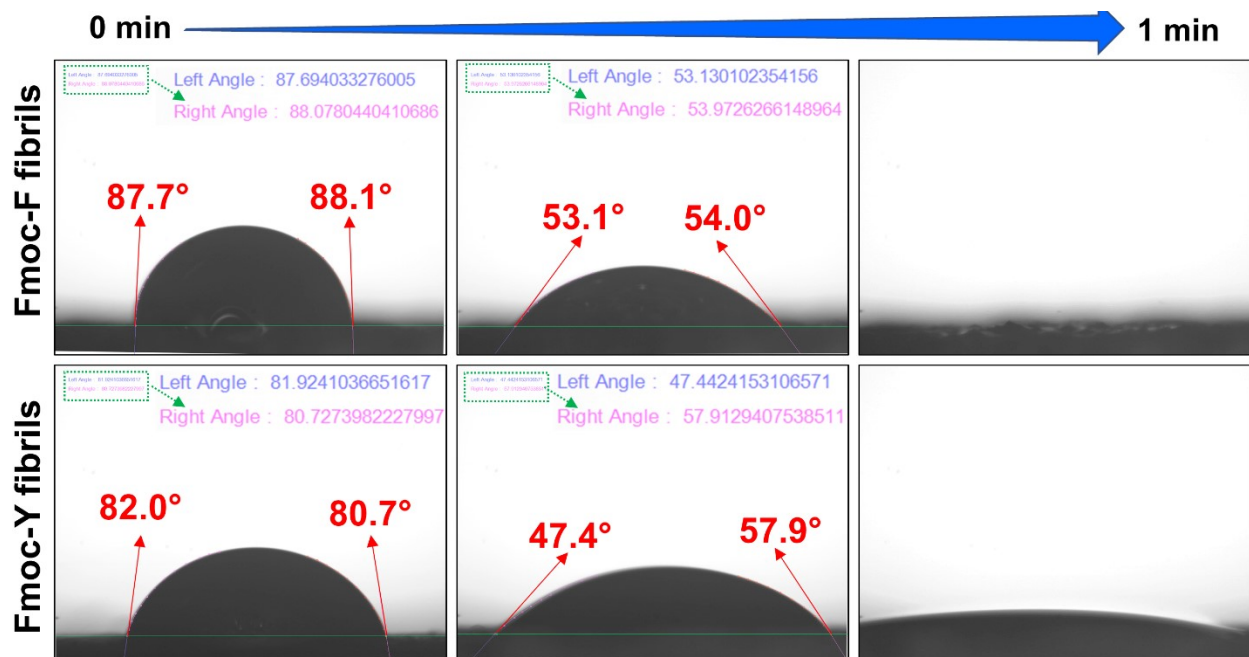 0 min
1 min
Fmoc-F fibrils
Left Angle : 87.694033276005
Right Angle : 88.0780440410686
87.7°
88.1°
Left Angle : 53.130102354156
Right Angle : 53.9726266148964
53.1°
54.0°
Fmoc-Y fibrils
Left Angle : 81.9241036651617
Right Angle : 80.7273982227997
82.0°
80.7°
Left Angle : 47.4424153106571
Right Angle : 57.9129407538511
47.4°
57.9°